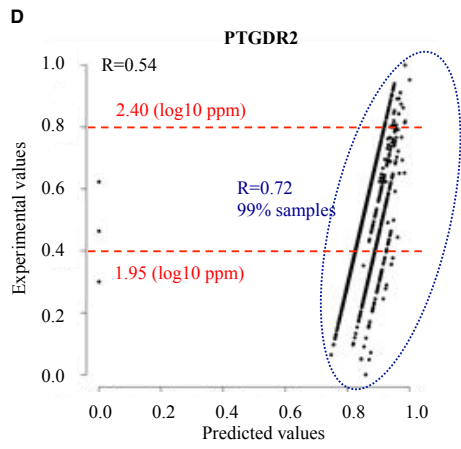 D
PTGDR2
1.0
R=0.54
2.40 (log10 ppm)
0.8
0.6
R=0.72
99% samples
0.4
1.95 (log10 ppm)
0.2
0.0
Experimental values
0.0 0.2 0.4 0.6 0.8 1.0
Predicted values